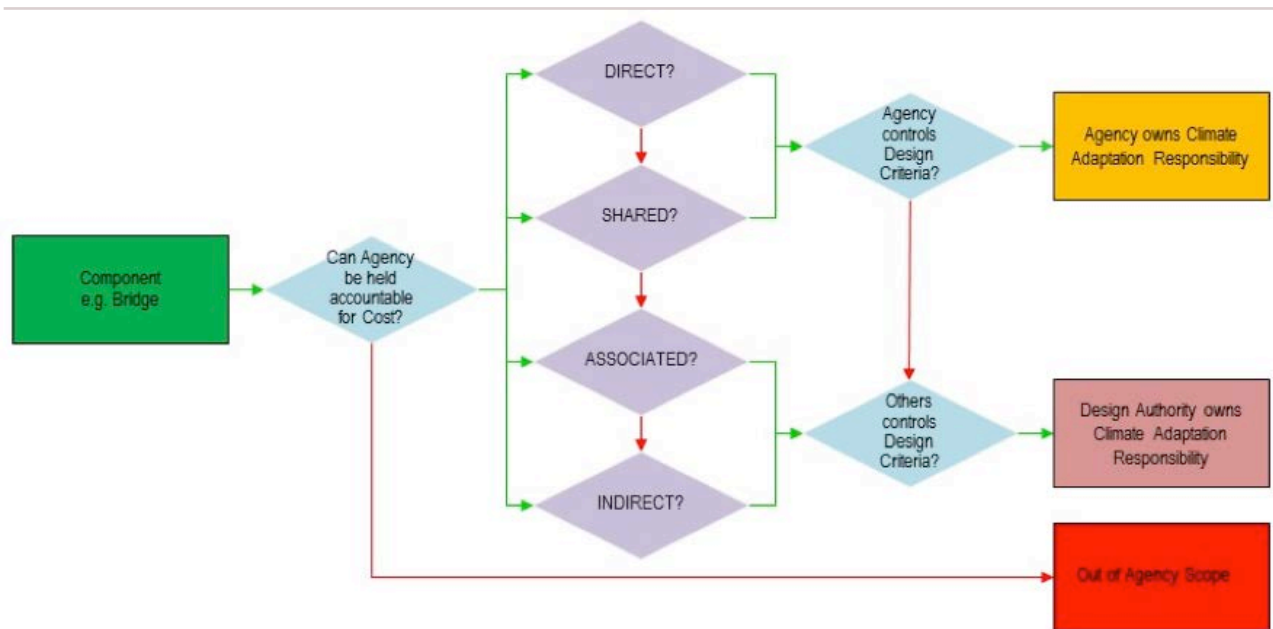 DIRECT?
Agency
controls
Design
Criteria?
Agency owns Climate
Adaptation Responsibility
SHARED?
Component
e.g. Bridge
Can Agency
be held
accountable
for Cost?
ASSOCIATED?
Others
controls
Design
Criteria?
Design Authority owns
Climate Adaptation
Responsibility
INDIRECT?
Out of Agency Scope